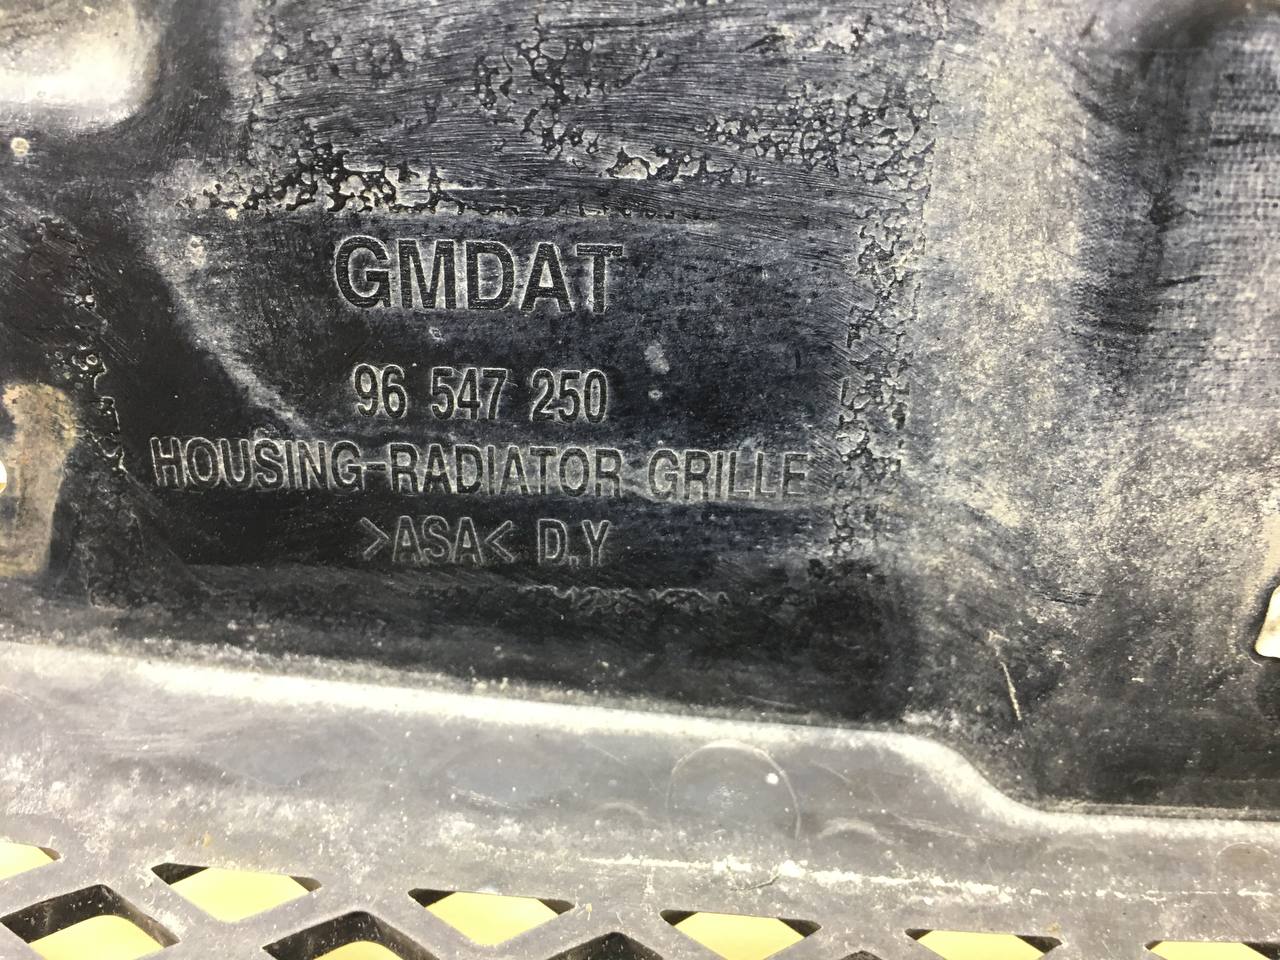 GMDAT
96 547 250
HOUSING-RADIATOR GRILLE
>ASA< D.Y